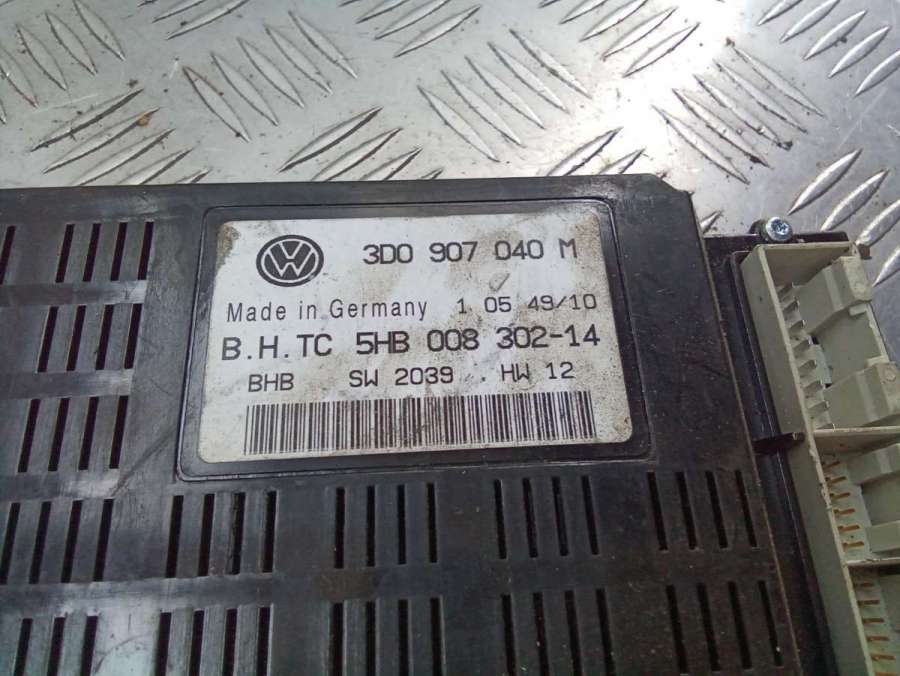 3D0 907 040 M
Made in Germany 1 05 49/10
B.H.TC 5HB 008 302-14
BHB SW 2039 HW 12